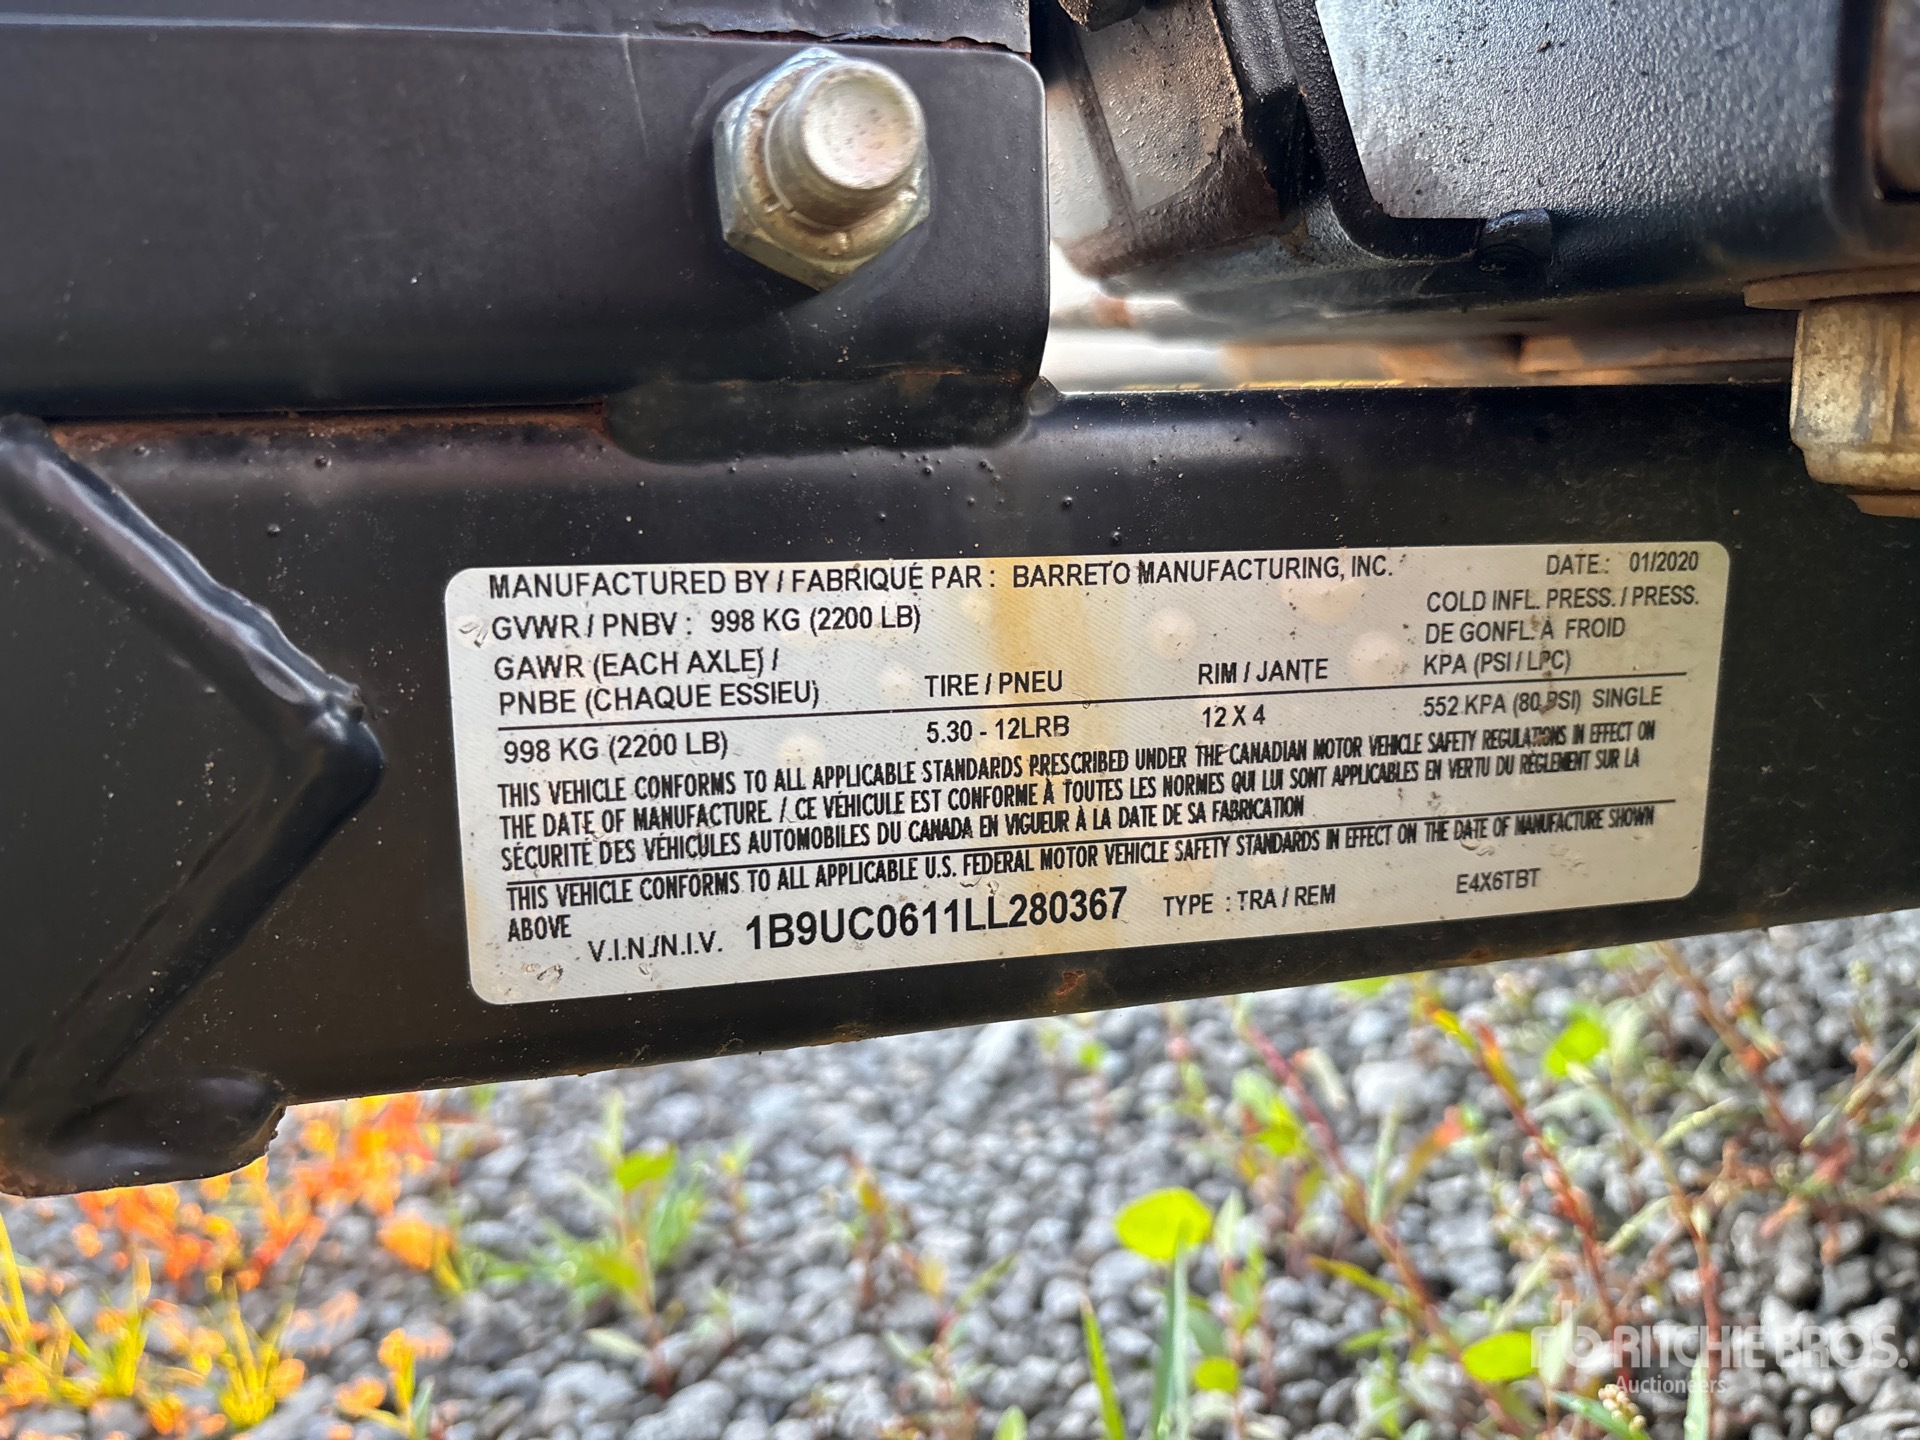 MANUFACTURED BY / FABRIQUÉ PAR : BARRETO MANUFACTURING, INC. DATE : 01/2020
GVWR / PNBV : 998 KG (2200 LB)
COLD INFL. PRESS. / PRESS.
DE GONFL. À FROID
KPA (PSI / LPC)
GAWR (EACH AXLE) /
PNBE (CHAQUE ESSIEU) TIRE / PNEU RIM / JANTE
998 KG (2200 LB) 5.30 - 12LRB 12 X 4 552 KPA (80 PSI) SINGLE
THIS VEHICLE CONFORMS TO ALL APPLICABLE STANDARDS PRESCRIBED UNDER THE CANADIAN MOTOR VEHICLE SAFETY REGULATIONS IN EFFECT ON
THE DATE OF MANUFACTURE. / CE VÉHICULE EST CONFORME À TOUTES LES NORMES QUI LUI SONT APPLICABLES EN VERTU DU RÈGLEMENT SUR LA
SÉCURITÉ DES VÉHICULES AUTOMOBILES DU CANADA EN VIGUEUR À LA DATE DE SA FABRICATION
THIS VEHICLE CONFORMS TO ALL APPLICABLE U.S. FEDERAL MOTOR VEHICLE SAFETY STANDARDS IN EFFECT ON THE DATE OF MANUFACTURE SHOWN
ABOVE
V.I.N./N.I.V. 1B9UC0611LL280367 TYPE : TRA / REM E4X6TBT
RITCHIE BROS.
Auctioneers